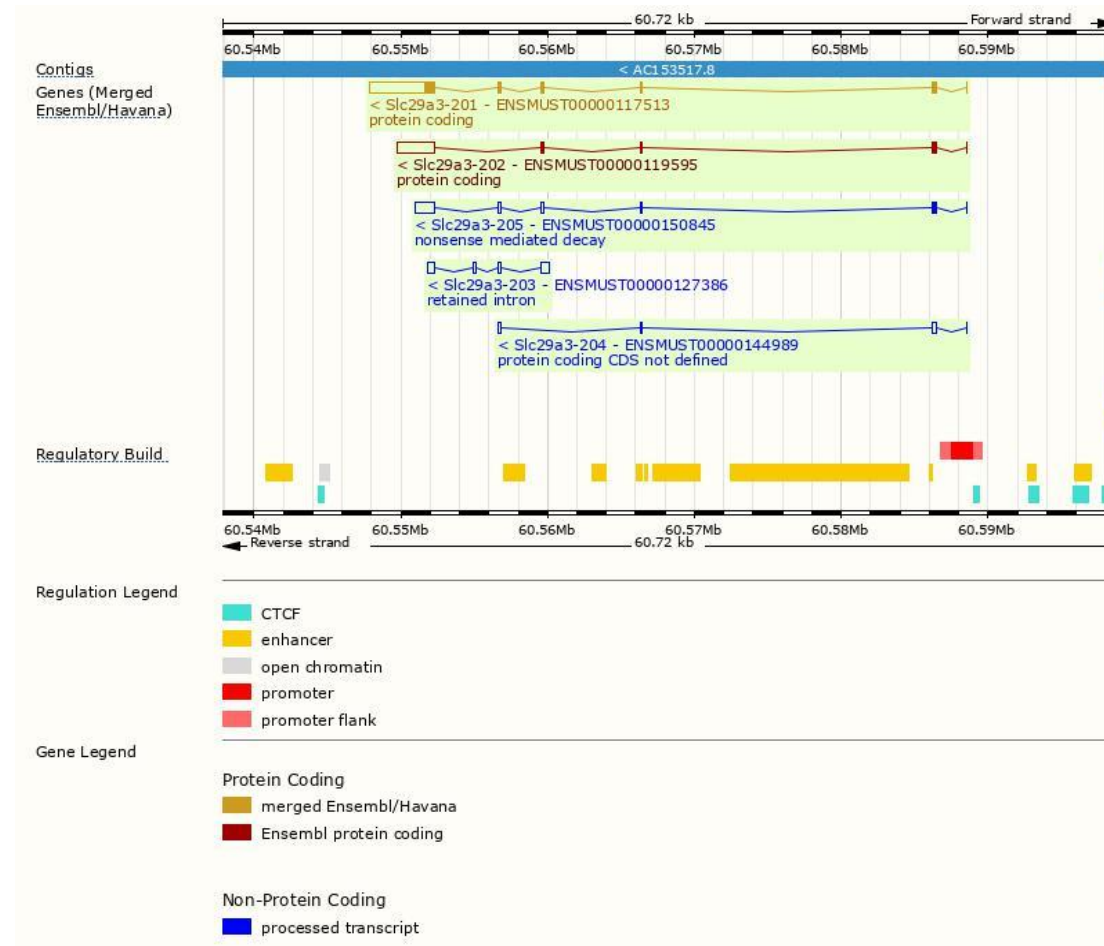 60.72 kb Forward strand
60.54Mb 60.55Mb 60.56Mb 60.57Mb 60.58Mb 60.59Mb
Contigs < AC153517.8
Genes (Merged
Ensembl/Havana)
< Slc29a3-201 - ENSMUST00000117513
protein coding
< Slc29a3-202 - ENSMUST00000119595
protein coding
< Slc29a3-205 - ENSMUST00000150845
nonsense mediated decay
< Slc29a3-203 - ENSMUST00000127386
retained intron
< Slc29a3-204 - ENSMUST00000144989
protein coding CDS not defined
Regulatory Build
60.54Mb 60.55Mb 60.56Mb 60.57Mb 60.58Mb 60.59Mb
Reverse strand 60.72 kb
Regulation Legend
CTCF
enhancer
open chromatin
promoter
promoter flank
Gene Legend
Protein Coding
merged Ensembl/Havana
Ensembl protein coding
Non-Protein Coding
processed transcript